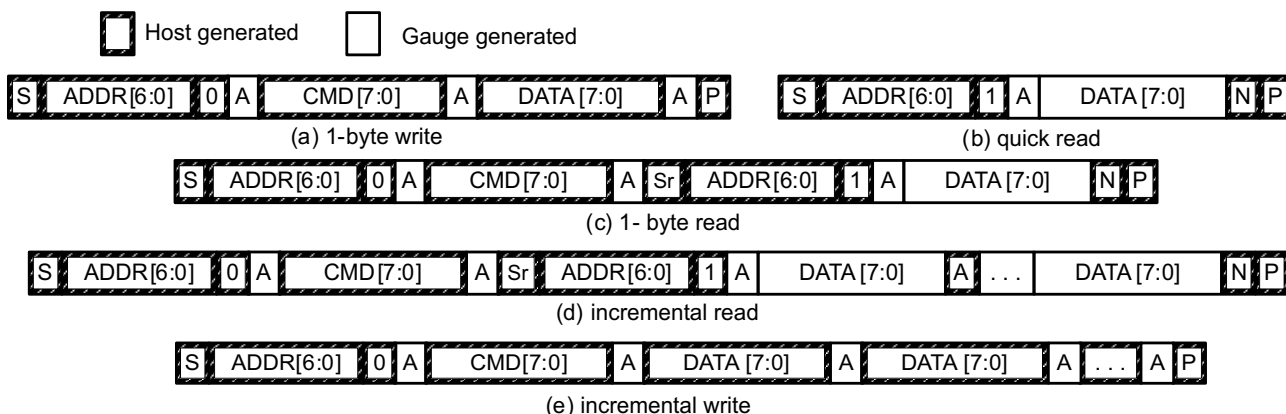 Host generated Gauge generated
S ADDR[6:0] 0 A CMD[7:0] A DATA[7:0] A P S ADDR[6:0] 1 A DATA[7:0] N P
(a) 1-byte write (b) quick read
S ADDR[6:0] 0 A CMD[7:0] A Sr ADDR[6:0] 1 A DATA[7:0] N P
(c) 1- byte read
S ADDR[6:0] 0 A CMD[7:0] A Sr ADDR[6:0] 1 A DATA[7:0] A . . . DATA[7:0] N P
(d) incremental read
S ADDR[6:0] 0 A CMD[7:0] A DATA[7:0] A DATA[7:0] A . . . A P
(e) incremental write